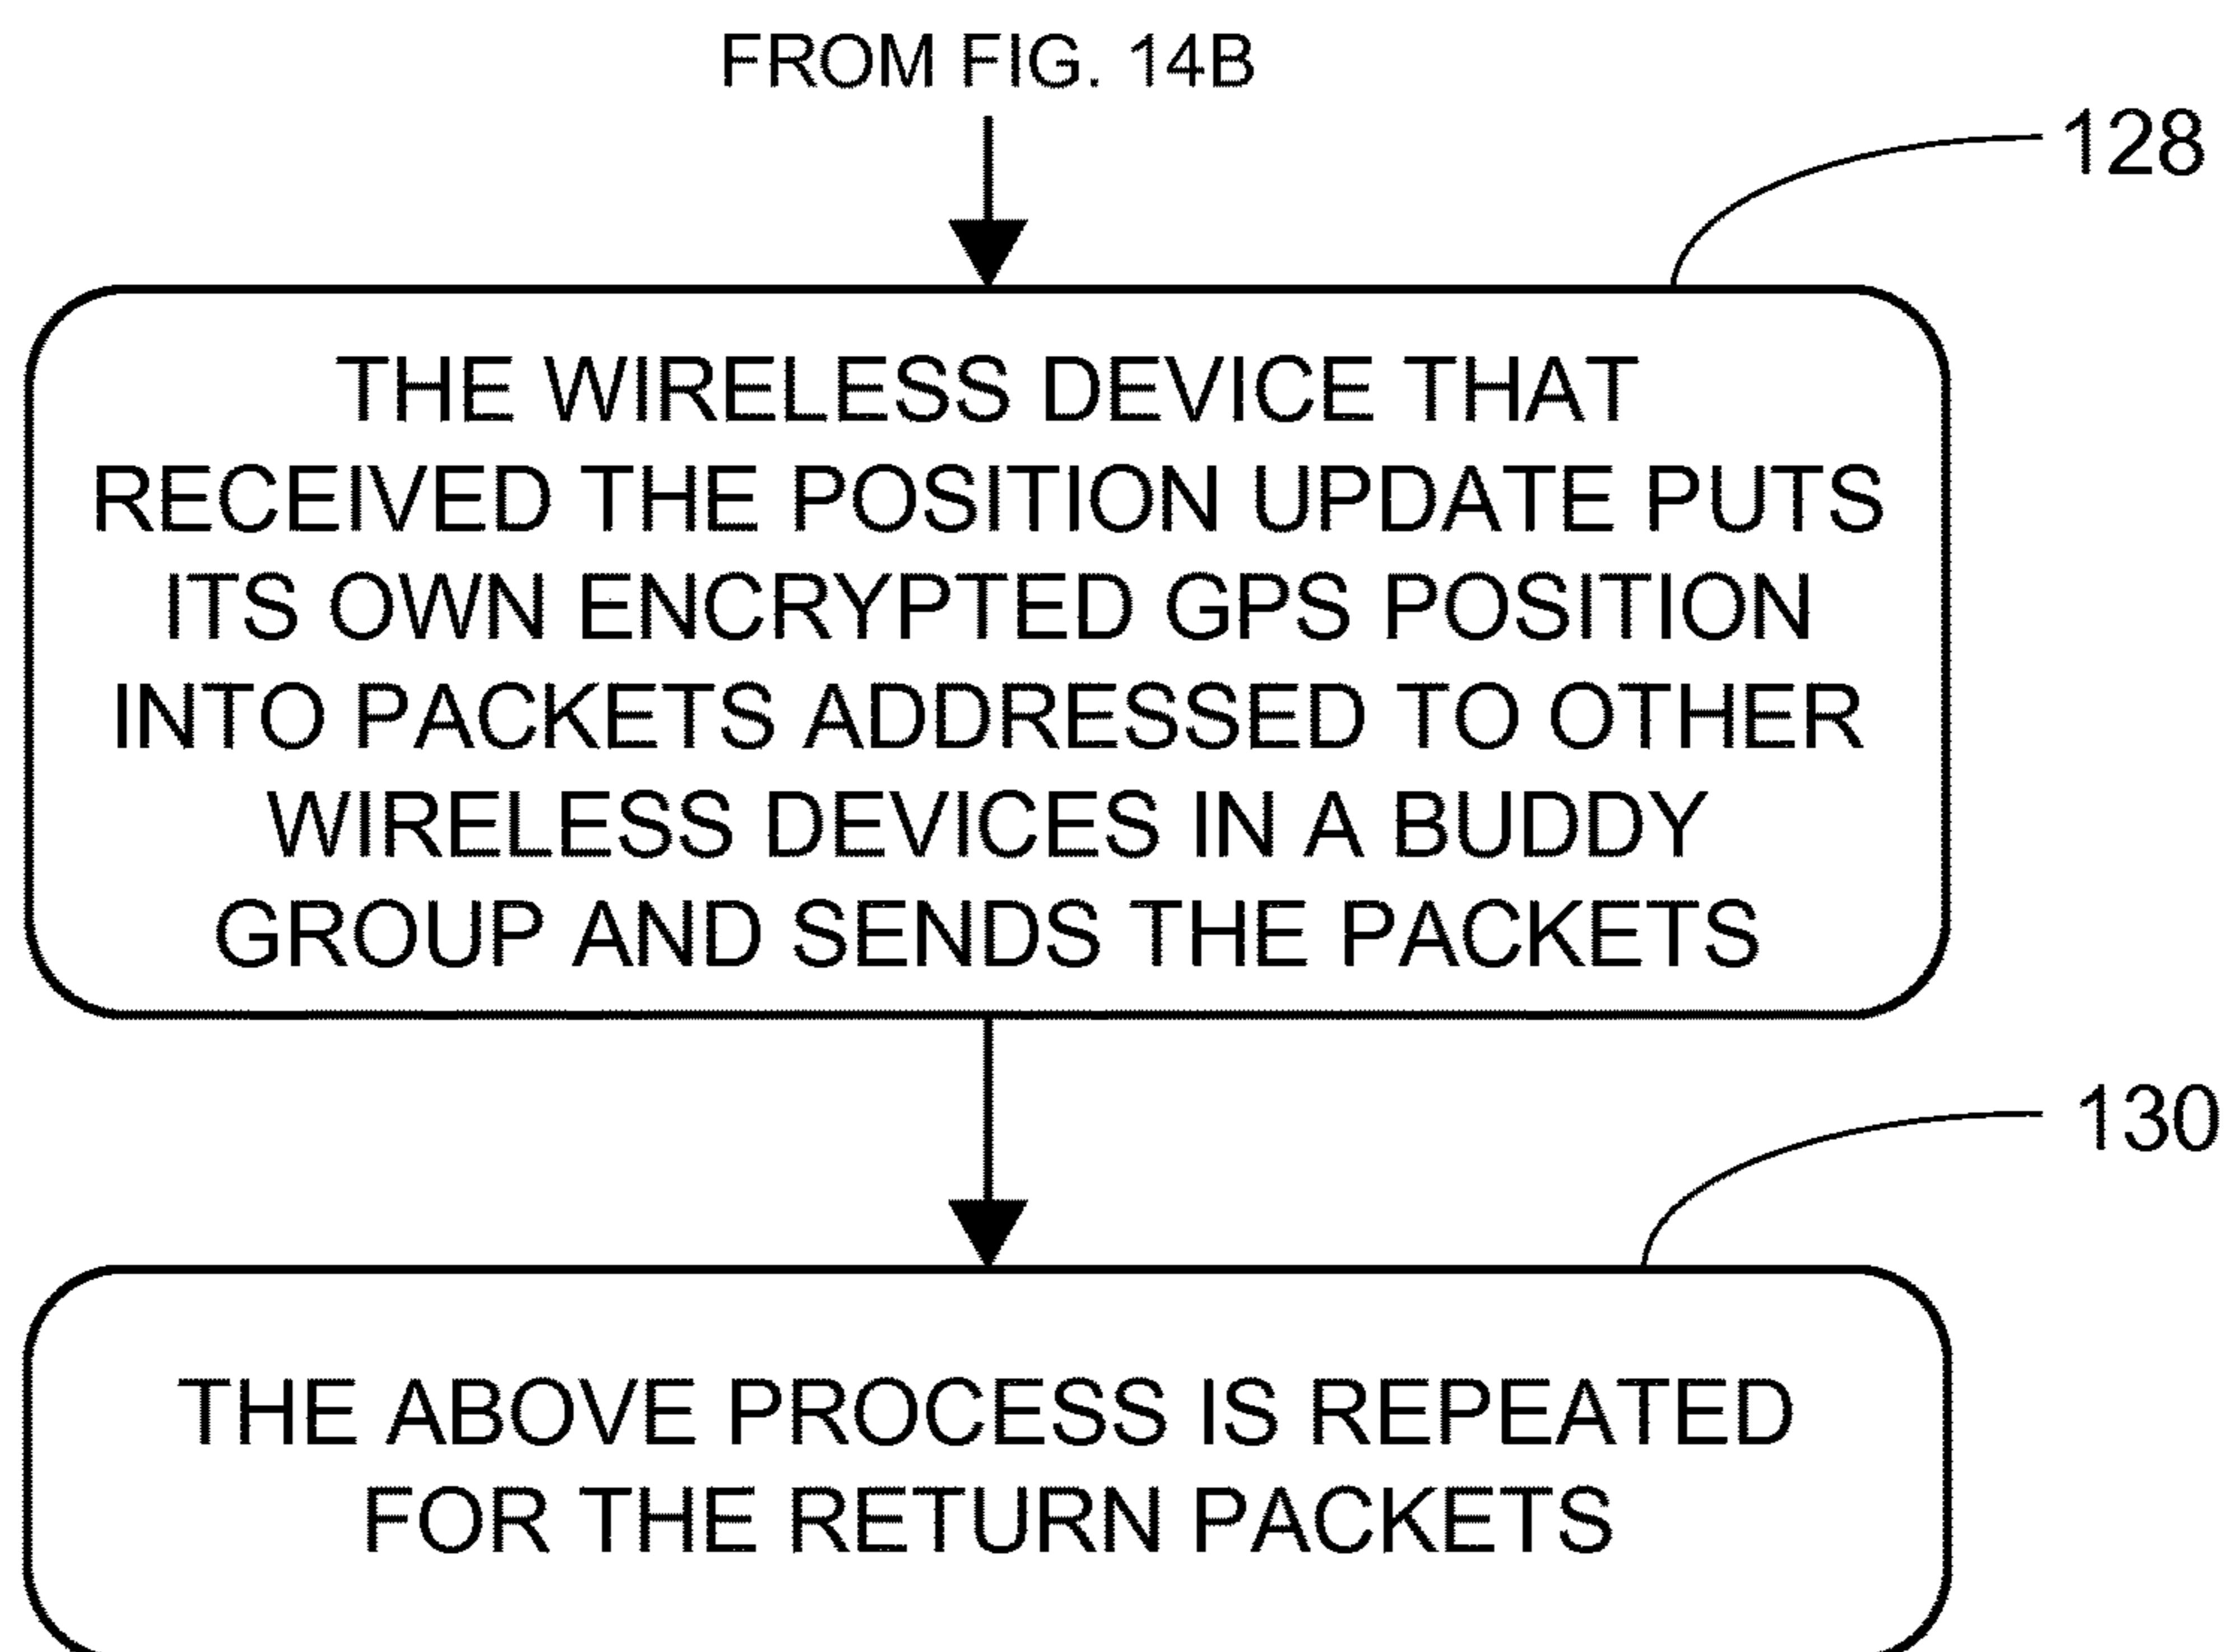 FROM FIG. 14B
128
THE WIRELESS DEVICE THAT
RECEIVED THE POSITION UPDATE PUTS
ITS OWN ENCRYPTED GPS POSITION
INTO PACKETS ADDRESSED TO OTHER
WIRELESS DEVICES IN A BUDDY
GROUP AND SENDS THE PACKETS
130
THE ABOVE PROCESS IS REPEATED
FOR THE RETURN PACKETS